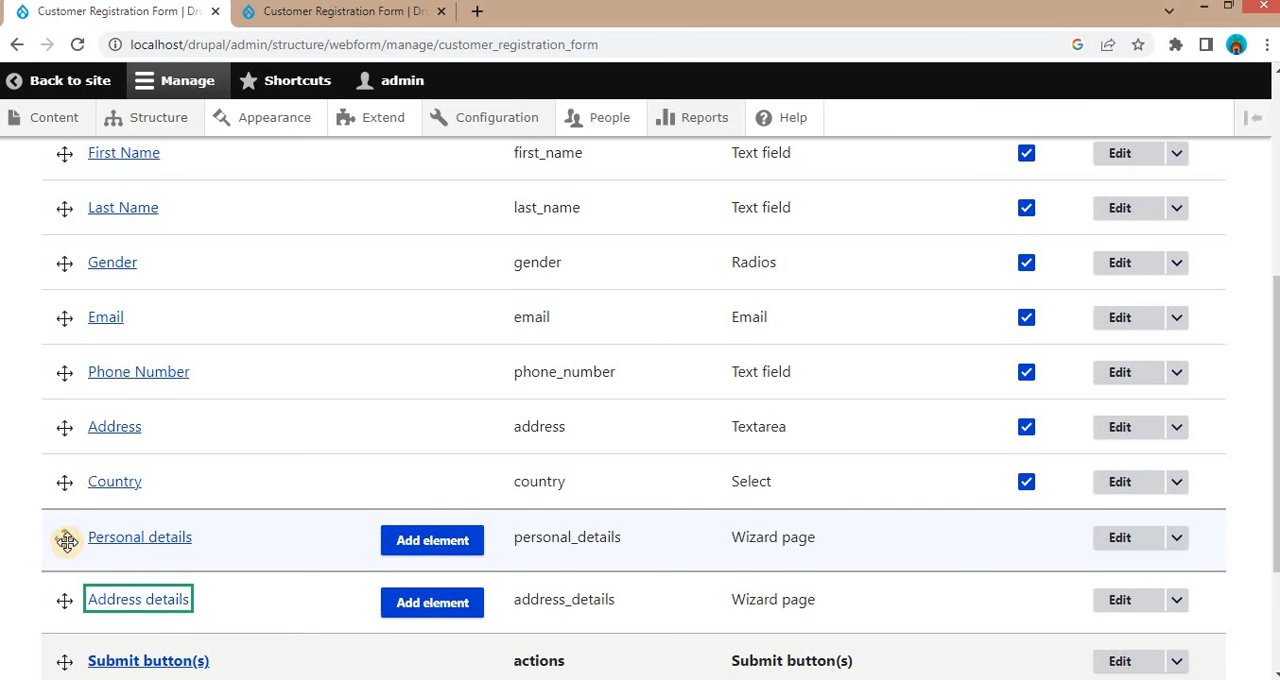 Customer Registration Form | Dru
Customer Registration Form | Dr
localhost/drupal/admin/structure/webform/manage/customer_registration_form
Back to site
Manage
Shortcuts
admin
Content
Structure
Appearance
Extend
Configuration
People
Reports
Help
First Name first_name Text field Edit
Last Name last_name Text field Edit
Gender gender Radios Edit
Email email Email Edit
Phone Number phone_number Text field Edit
Address address Textarea Edit
Country country Select Edit
Personal details Add element personal_details Wizard page Edit
Address details Add element address_details Wizard page Edit
Submit button(s) actions Submit button(s) Edit